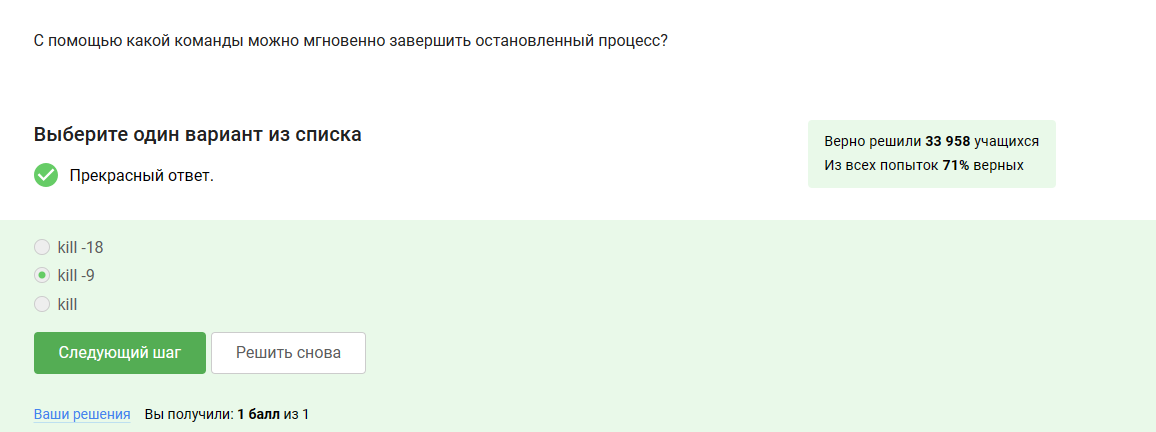 С помощью какой команды можно мгновенно завершить остановленный процесс?
Выберите один вариант из списка
Прекрасный ответ.
Верно решили 33 958 учащихся
Из всех попыток 71% верных
kill -18
kill -9
kill
Следующий шаг
Решить снова
Ваши решения Вы получили: 1 балл из 1